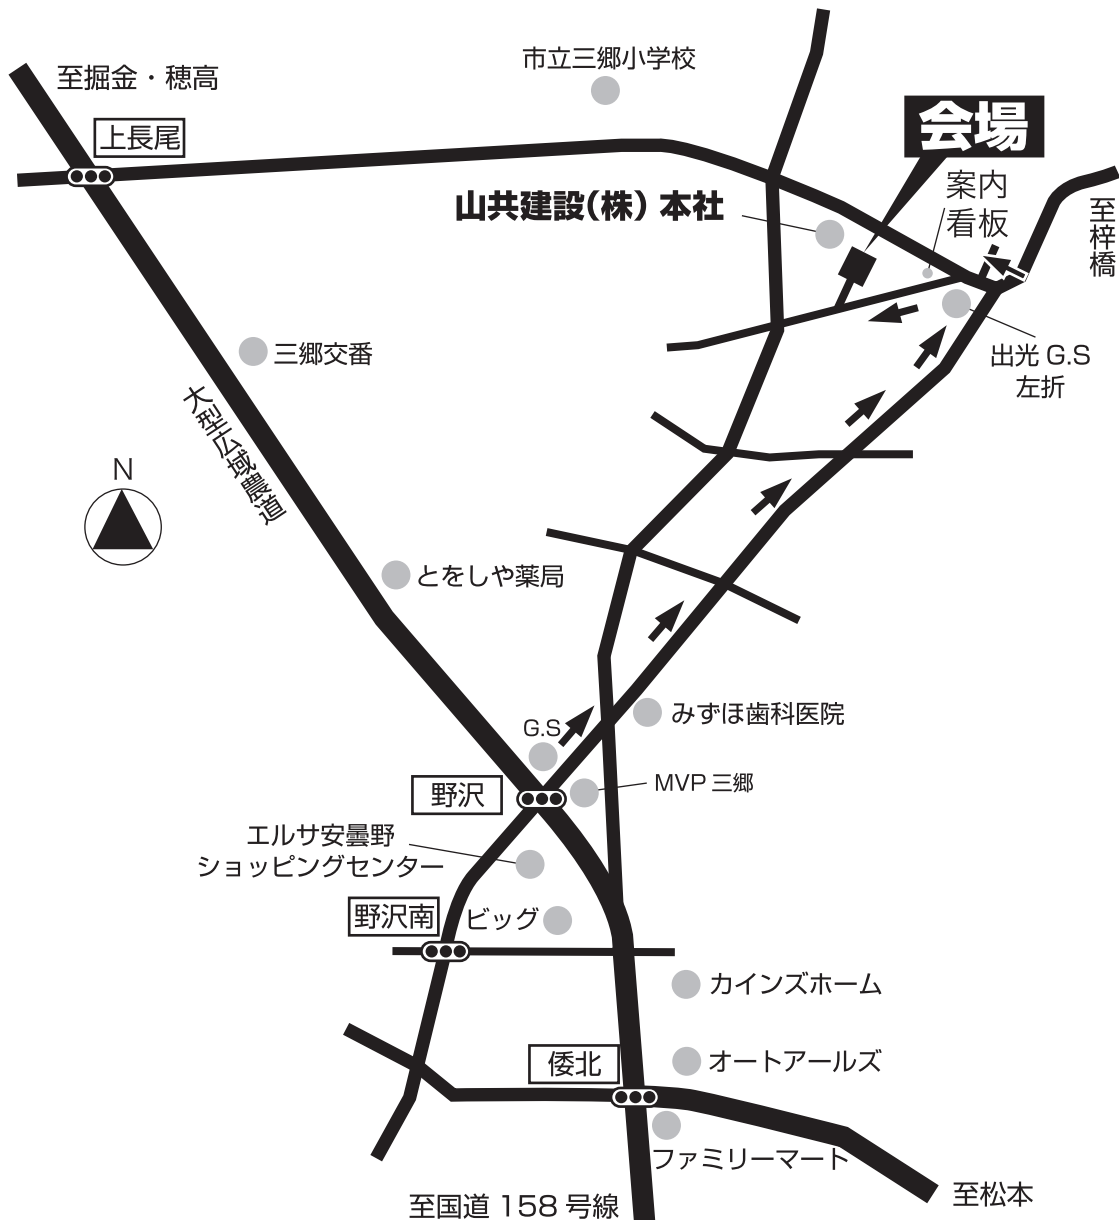 市立三郷小学校
至掘金・穂高
上長尾
会場
案内
看板
山共建設(株)本社
至梓橋
三郷交番
出光 G.S
左折
大型広域農道
N
とをしや薬局
みずほ歯科医院
G.S
MVP 三郷
野沢
エルサ安曇野
ショッピングセンター
野沢南
ビッグ
カインズホーム
倭北
オートアールズ
ファミリーマート
至松本
至国道 158 号線